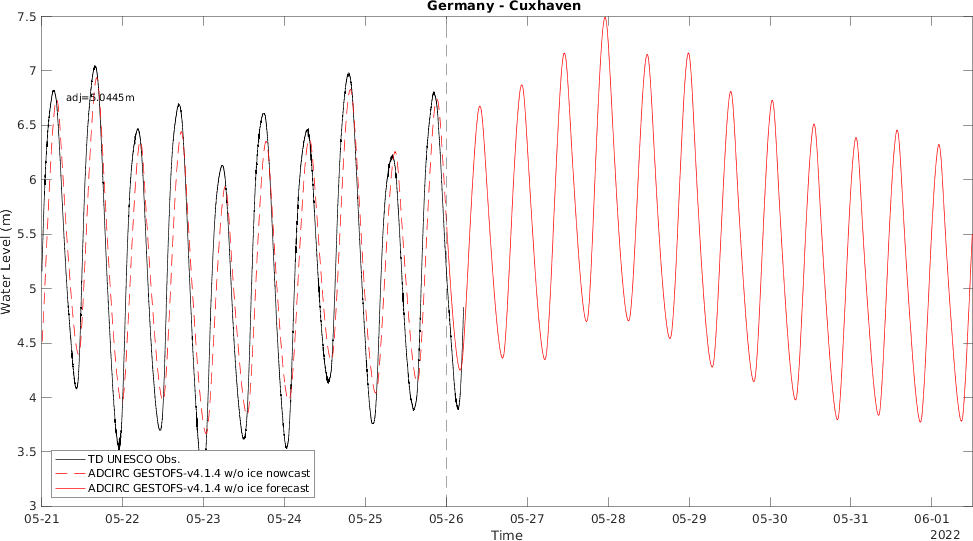 Germany - Cuxhaven
7.5
7
6.5
6
5.5
5
4.5
4
3.5
3
Water Level (m)
adj=5.0445m
TD UNESCO Obs.
ADCIRC GESTOFS-v4.1.4 w/o ice nowcast
ADCIRC GESTOFS-v4.1.4 w/o ice forecast
05-21 05-22 05-23 05-24 05-25 05-26 05-27 05-28 05-29 05-30 05-31 06-01
2022
Time